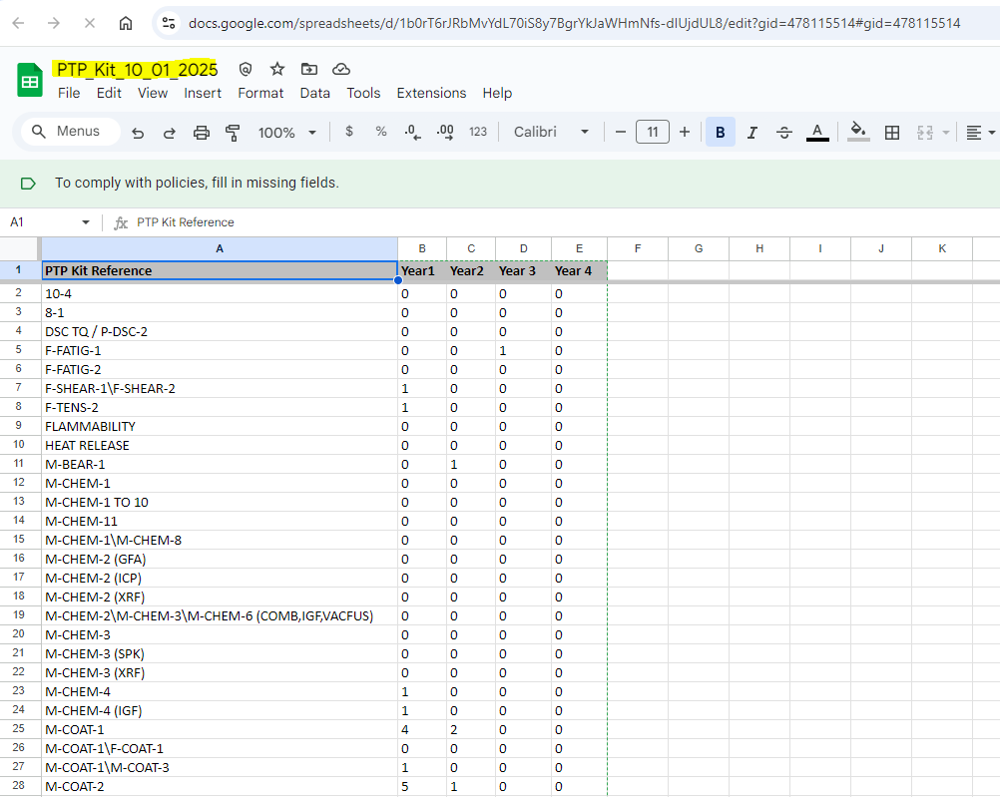 docs.google.com/spreadsheets/d/1b0rT6rJRbMvYdL70iS8y7BgrYkJaWHmNfs-dlUjdUL8/edit?gid=478115514#gid=478115514
PTP_Kit_10_01_2025
File Edit View Insert Format Data Tools Extensions Help
Menus 100% $ % .0 .00 123 Calibri − 11 + B I S A
To comply with policies, fill in missing fields.
A1 fx PTP Kit Reference
A B C D E F G H I J K
1 PTP Kit Reference Year1 Year2 Year 3 Year 4
2 10-4 0 0 0 0
3 8-1 0 0 0 0
4 DSC TQ / P-DSC-2 0 0 0 0
5 F-FATIG-1 0 0 1 0
6 F-FATIG-2 0 0 0 0
7 F-SHEAR-1\F-SHEAR-2 1 0 0 0
8 F-TENS-2 1 0 0 0
9 FLAMMABILITY 0 0 0 0
10 HEAT RELEASE 0 0 0 0
11 M-BEAR-1 0 1 0 0
12 M-CHEM-1 0 0 0 0
13 M-CHEM-1 TO 10 0 0 0 0
14 M-CHEM-11 0 0 0 0
15 M-CHEM-1\M-CHEM-8 0 0 0 0
16 M-CHEM-2 (GFA) 0 0 0 0
17 M-CHEM-2 (ICP) 0 0 0 0
18 M-CHEM-2 (XRF) 0 0 0 0
19 M-CHEM-2\M-CHEM-3\M-CHEM-6 (COMB,IGF,VACFUS) 0 0 0 0
20 M-CHEM-3 0 0 0 0
21 M-CHEM-3 (SPK) 0 0 0 0
22 M-CHEM-3 (XRF) 0 0 0 0
23 M-CHEM-4 1 0 0 0
24 M-CHEM-4 (IGF) 1 0 0 0
25 M-COAT-1 4 2 0 0
26 M-COAT-1\F-COAT-1 0 0 0 0
27 M-COAT-1\M-COAT-3 1 0 0 0
28 M-COAT-2 5 1 0 0